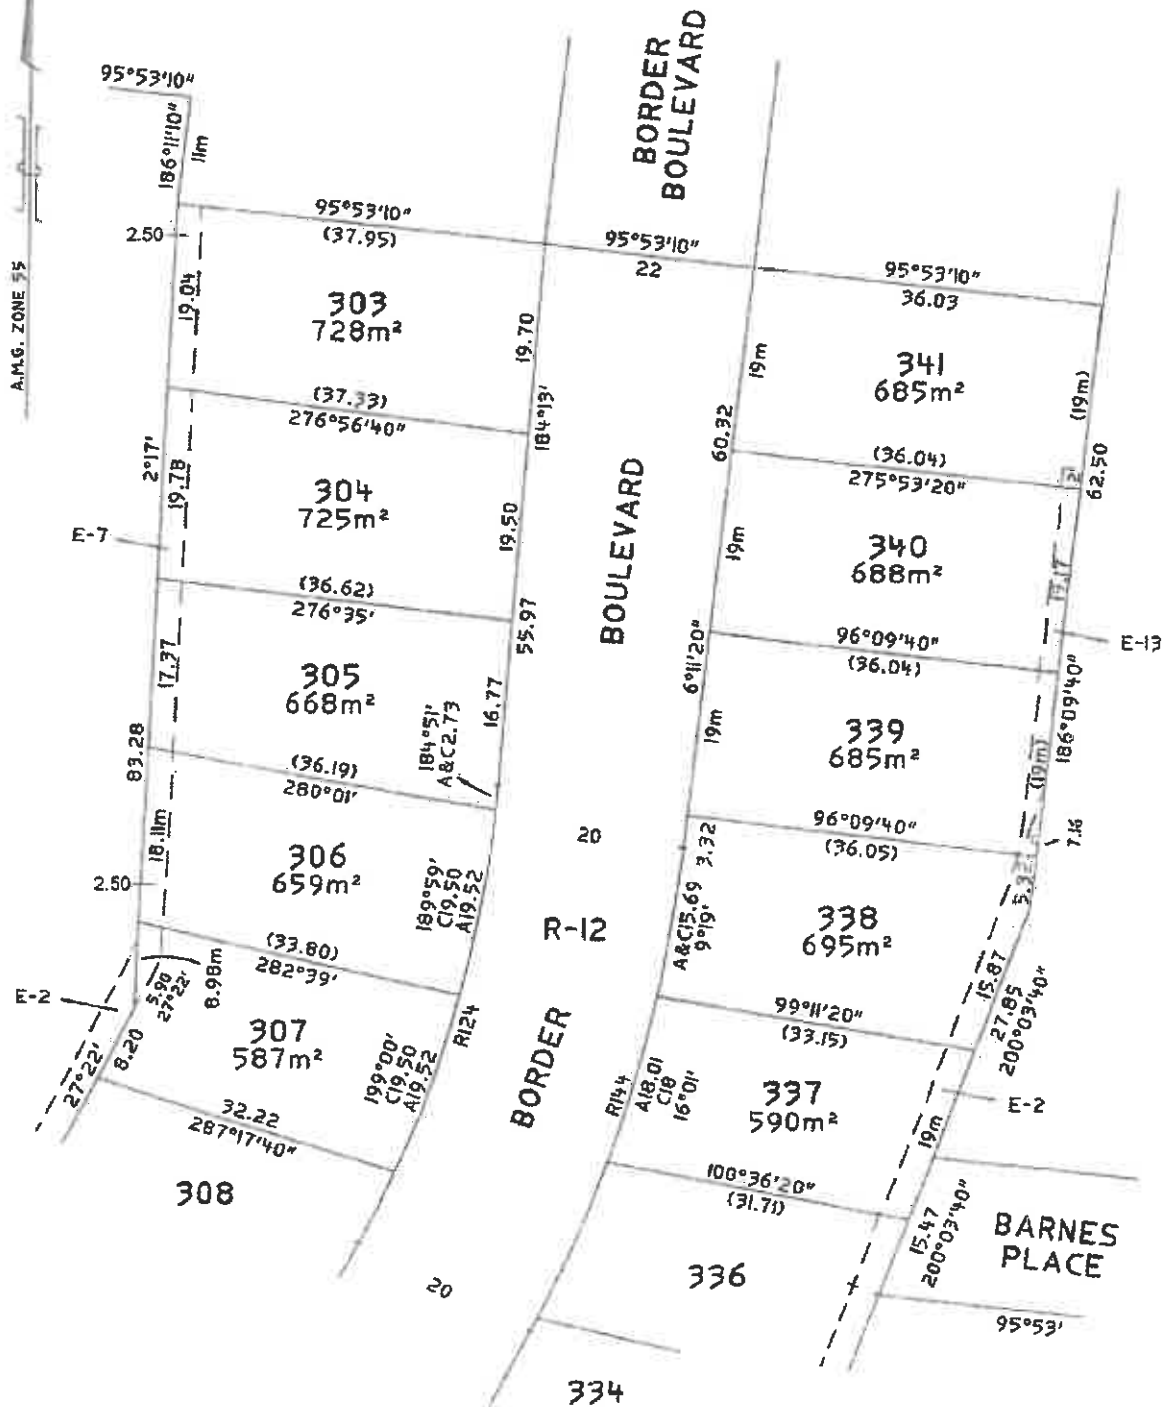 BORDER
BOULEVARD
95°53'10"
186°11'10"
11m
A.M.G. ZONE 55
2.50
95°53'10"
(37.95)
95°53'10"
22
95°53'10"
36.03
19.04
303
728m²
19.70
19m
341
685m²
(19m)
(37.33)
276°56'40"
184°13'
60.32
(36.04)
275°53'20"
2
62.50
2°17'
19.78
304
725m²
19.50
BOULEVARD
19m
340
688m²
17.17
E-7
(36.62)
276°35'
55.97
96°09'40"
(36.04)
E-13
17.37
305
668m²
16.77
184°51'
A&C2.73
6°11'20"
19m
339
685m²
(19m)
186°09'40"
83.28
(36.19)
280°01'
20
3.32
96°09'40"
(36.05)
7.16
18.11m
306
659m²
2.50
189°59'
C19.50
A19.52
R-12
A&C15.69
9°19'
338
695m²
(33.80)
282°39'
15.87
27.85
200°03'40"
E-2
5.90
27°22'
8.98m
99°11'20"
(33.15)
307
587m²
R124
BORDER
27°22'
8.20
199°00'
C19.50
A19.52
R144
A18.01
C18
16°01'
337
590m²
E-2
19m
32.22
287°17'40"
100°36'20"
(31.71)
308
15.47
200°03'40"
BARNES
PLACE
20
336
95°53'
334